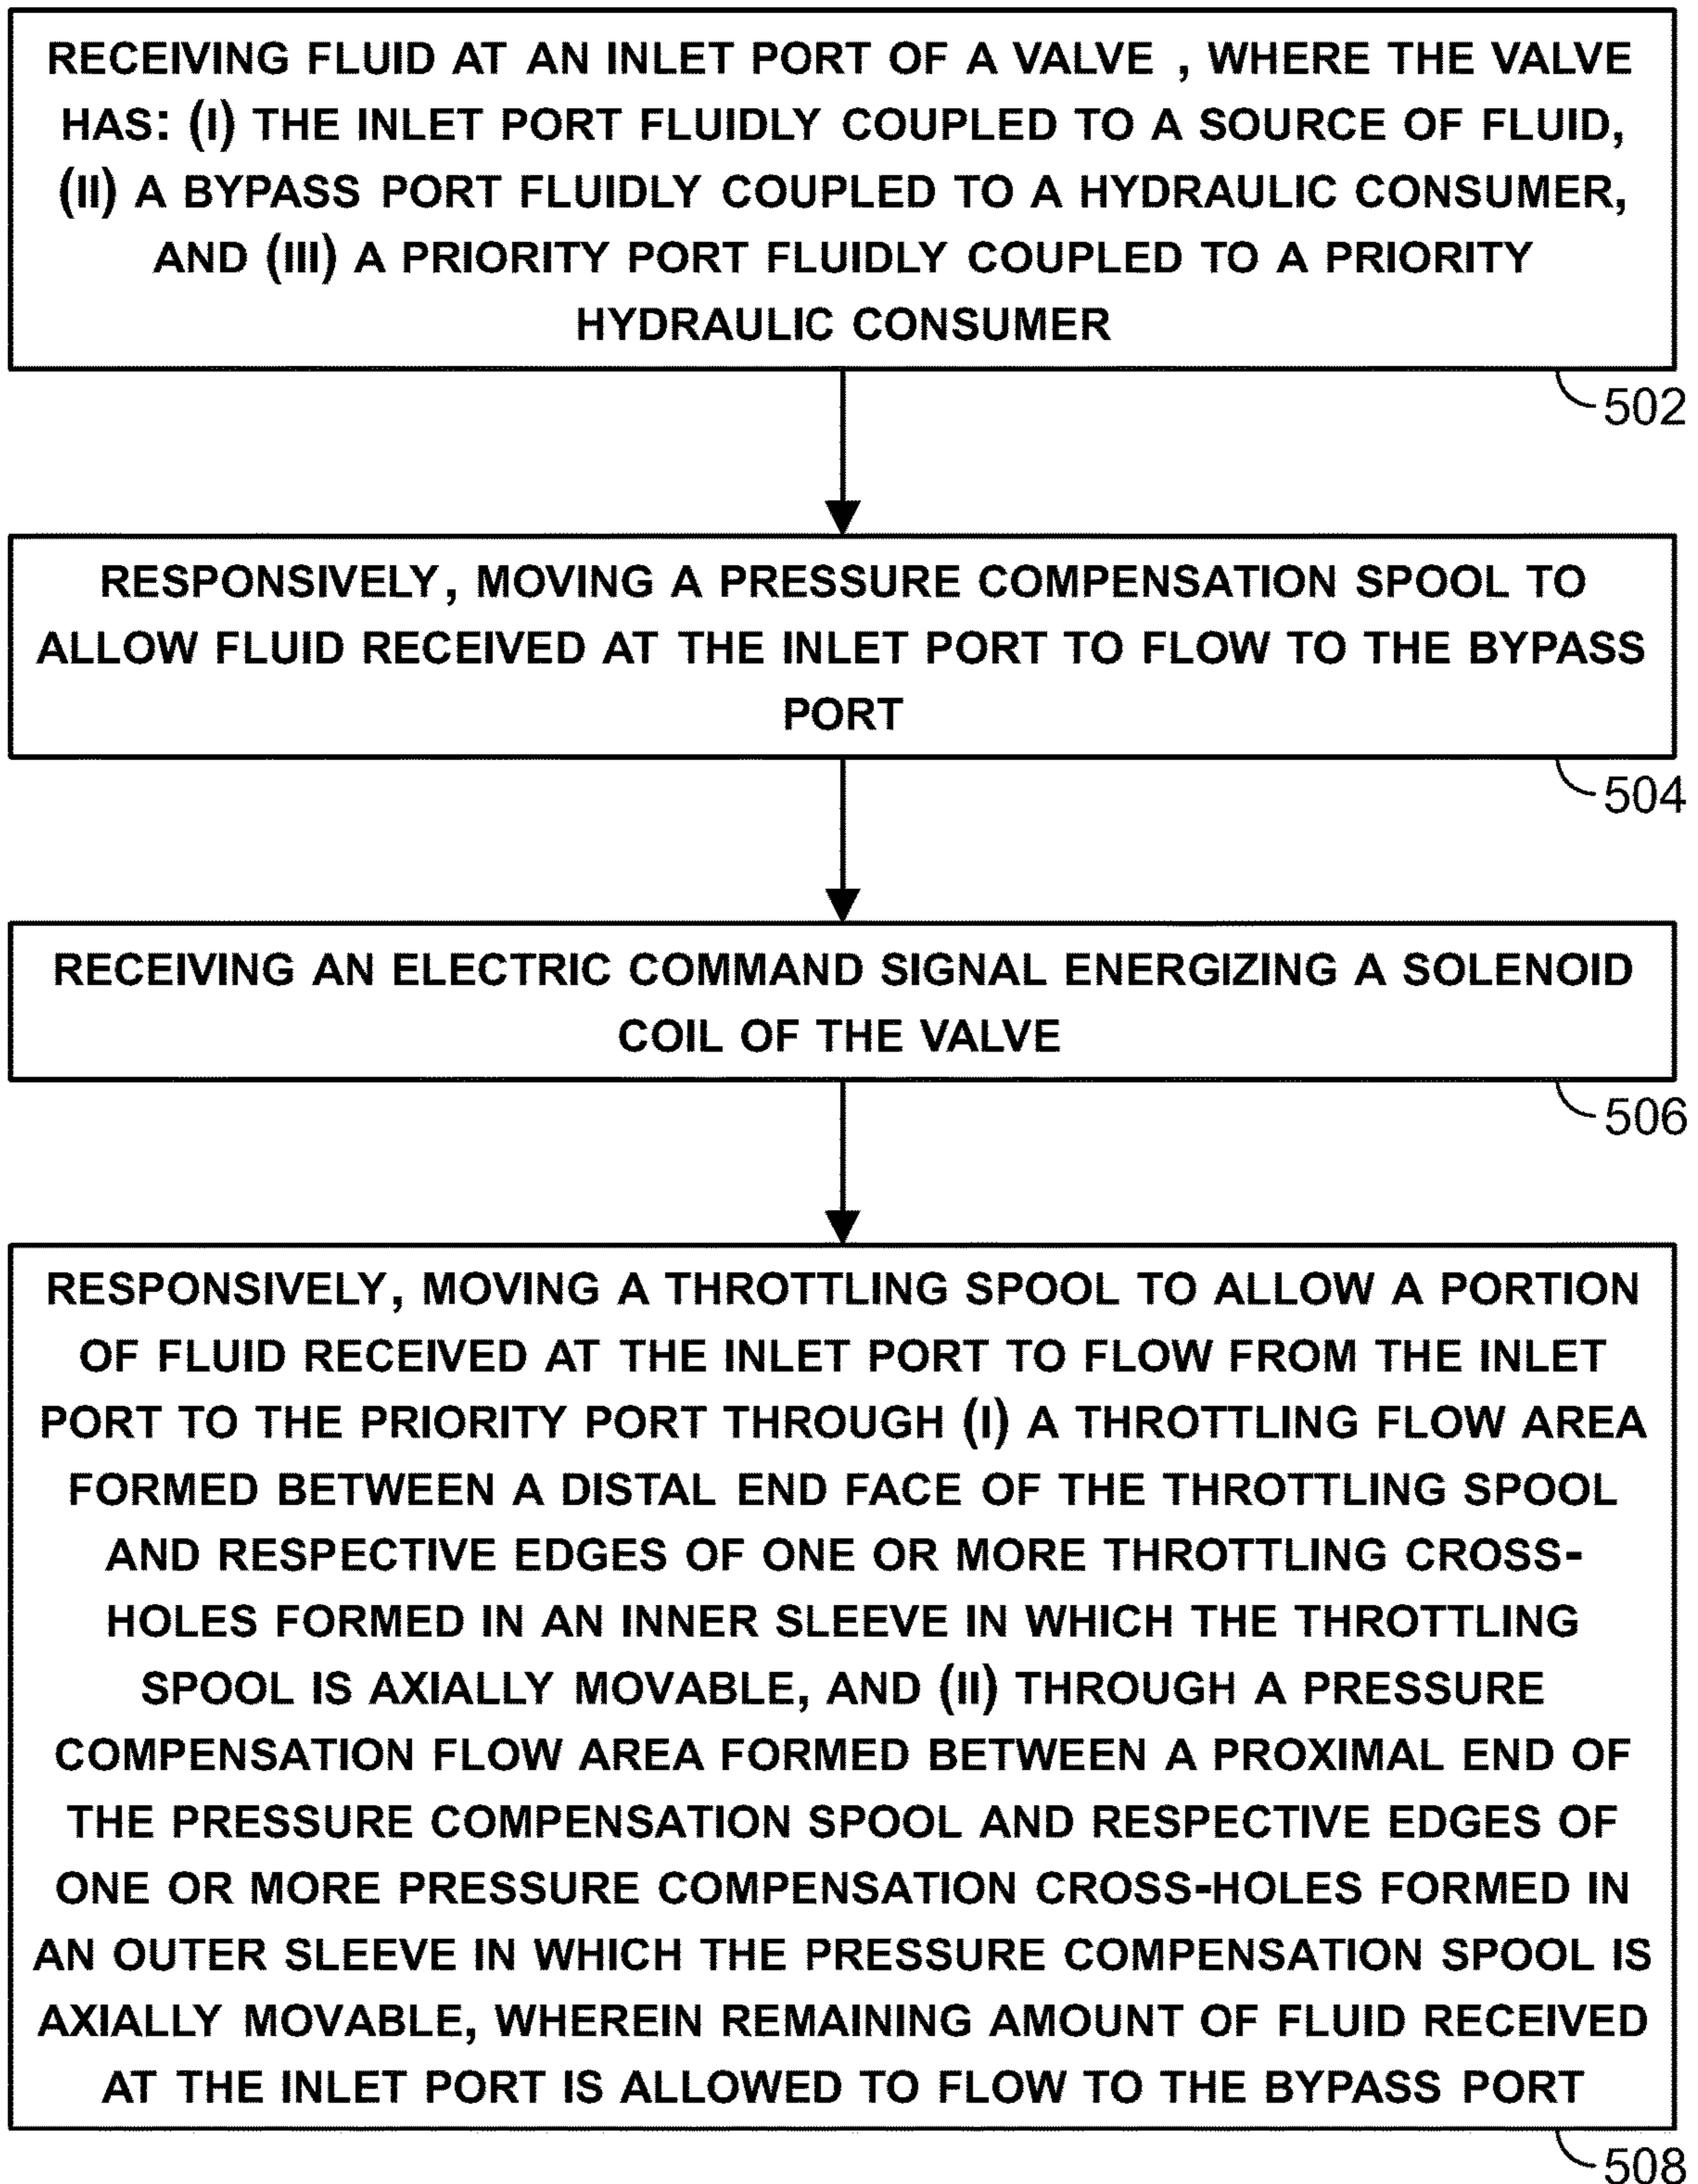 RECEIVING FLUID AT AN INLET PORT OF A VALVE , WHERE THE VALVE
HAS: (I) THE INLET PORT FLUIDLY COUPLED TO A SOURCE OF FLUID,
(II) A BYPASS PORT FLUIDLY COUPLED TO A HYDRAULIC CONSUMER,
AND (III) A PRIORITY PORT FLUIDLY COUPLED TO A PRIORITY
HYDRAULIC CONSUMER
502
RESPONSIVELY, MOVING A PRESSURE COMPENSATION SPOOL TO
ALLOW FLUID RECEIVED AT THE INLET PORT TO FLOW TO THE BYPASS
PORT
504
RECEIVING AN ELECTRIC COMMAND SIGNAL ENERGIZING A SOLENOID
COIL OF THE VALVE
506
RESPONSIVELY, MOVING A THROTTLING SPOOL TO ALLOW A PORTION
OF FLUID RECEIVED AT THE INLET PORT TO FLOW FROM THE INLET
PORT TO THE PRIORITY PORT THROUGH (I) A THROTTLING FLOW AREA
FORMED BETWEEN A DISTAL END FACE OF THE THROTTLING SPOOL
AND RESPECTIVE EDGES OF ONE OR MORE THROTTLING CROSS-
HOLES FORMED IN AN INNER SLEEVE IN WHICH THE THROTTLING
SPOOL IS AXIALLY MOVABLE, AND (II) THROUGH A PRESSURE
COMPENSATION FLOW AREA FORMED BETWEEN A PROXIMAL END OF
THE PRESSURE COMPENSATION SPOOL AND RESPECTIVE EDGES OF
ONE OR MORE PRESSURE COMPENSATION CROSS-HOLES FORMED IN
AN OUTER SLEEVE IN WHICH THE PRESSURE COMPENSATION SPOOL IS
AXIALLY MOVABLE, WHEREIN REMAINING AMOUNT OF FLUID RECEIVED
AT THE INLET PORT IS ALLOWED TO FLOW TO THE BYPASS PORT
508